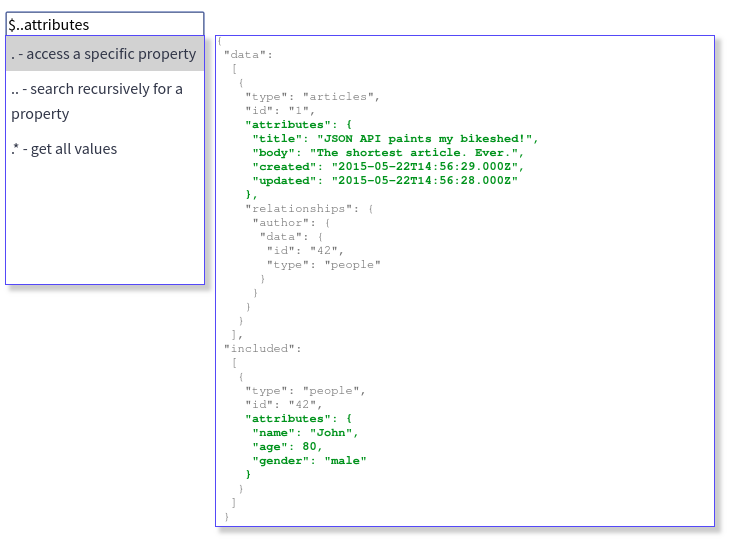 $..attributes
. - access a specific property
.. - search recursively for a
property
.* - get all values
{
"data":
[
{
"type": "articles",
"id": "1",
"attributes": {
"title": "JSON API paints my bikeshed!",
"body": "The shortest article. Ever.",
"created": "2015-05-22T14:56:29.000Z",
"updated": "2015-05-22T14:56:28.000Z"
},
"relationships": {
"author": {
"data": {
"id": "42",
"type": "people"
}
}
}
}
],
"included":
[
{
"type": "people",
"id": "42",
"attributes": {
"name": "John",
"age": 80,
"gender": "male"
}
}
]
}